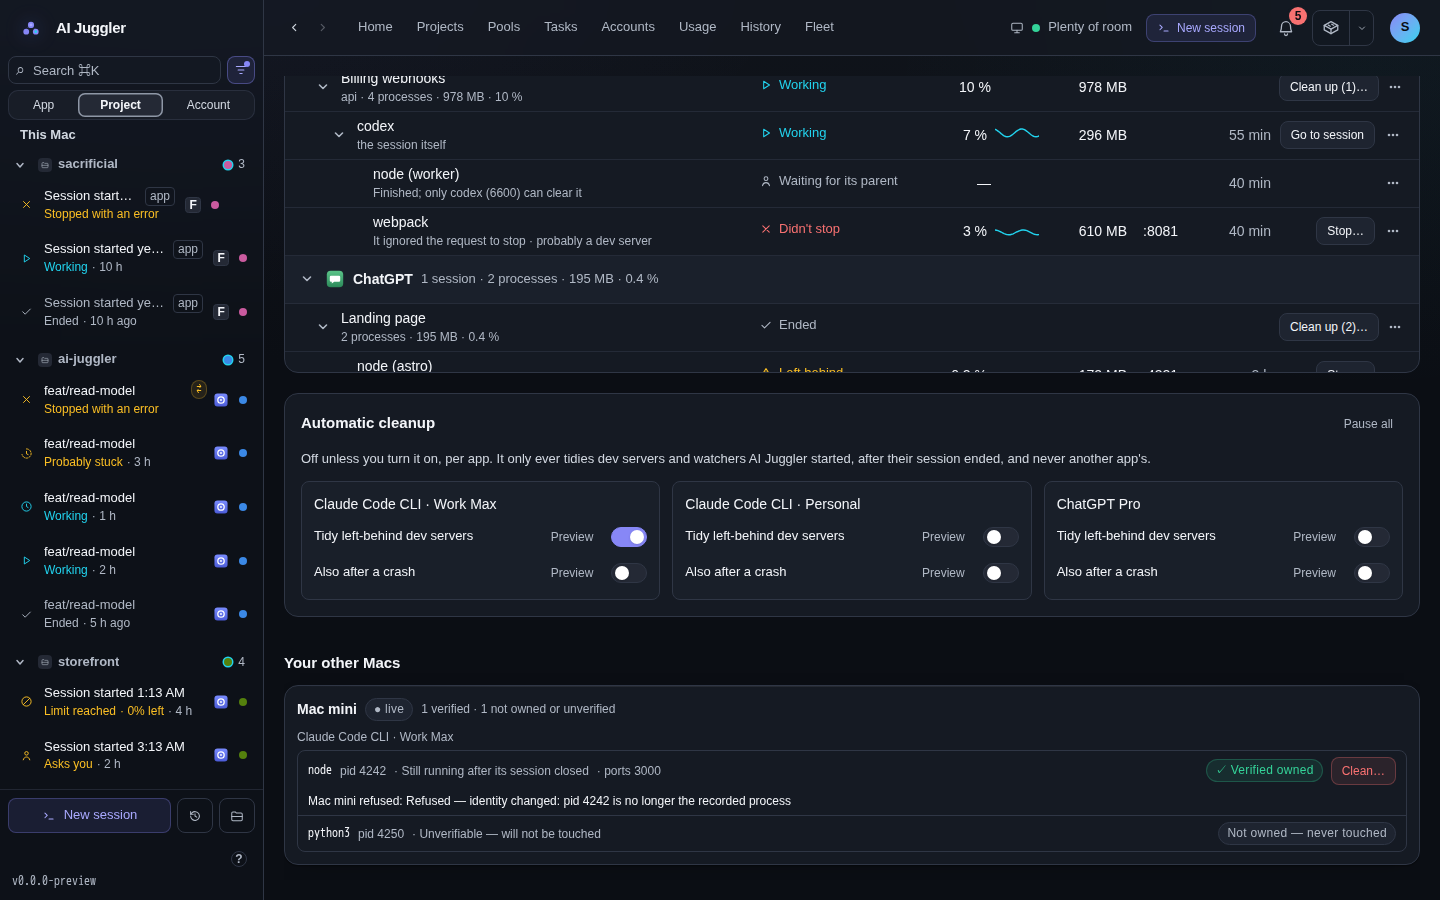 AI Juggler
Search ⌘K
App Project Account
This Mac
sacrificial 3
Session start… app
Stopped with an error F
Session started ye… app
Working · 10 h F
Session started ye… app
Ended · 10 h ago F
ai-juggler 5
feat/read-model
Stopped with an error
feat/read-model
Probably stuck · 3 h
feat/read-model
Working · 1 h
feat/read-model
Working · 2 h
feat/read-model
Ended · 5 h ago
storefront 4
Session started 1:13 AM
Limit reached · 0% left · 4 h
Session started 3:13 AM
Asks you · 2 h
New session
?
v0.0.0-preview
Home Projects Pools Tasks Accounts Usage History Fleet Plenty of room New session 5 S
Billing webhooks Working 10 % 978 MB Clean up (1)…
api · 4 processes · 978 MB · 10 %
codex Working 7 % 296 MB 55 min Go to session
the session itself
node (worker) Waiting for its parent — 40 min
Finished; only codex (6600) can clear it
webpack Didn't stop 3 % 610 MB :8081 40 min Stop…
It ignored the request to stop · probably a dev server
ChatGPT 1 session · 2 processes · 195 MB · 0.4 %
Landing page Ended Clean up (2)…
2 processes · 195 MB · 0.4 %
node (astro) Left behind
Automatic cleanup Pause all
Off unless you turn it on, per app. It only ever tidies dev servers and watchers AI Juggler started, after their session ended, and never another app's.
Claude Code CLI · Work Max
Tidy left-behind dev servers Preview
Also after a crash Preview
Claude Code CLI · Personal
Tidy left-behind dev servers Preview
Also after a crash Preview
ChatGPT Pro
Tidy left-behind dev servers Preview
Also after a crash Preview
Your other Macs
Mac mini live 1 verified · 1 not owned or unverified
Claude Code CLI · Work Max
node pid 4242 · Still running after its session closed · ports 3000 ✓ Verified owned Clean…
Mac mini refused: Refused — identity changed: pid 4242 is no longer the recorded process
python3 pid 4250 · Unverifiable — will not be touched Not owned — never touched